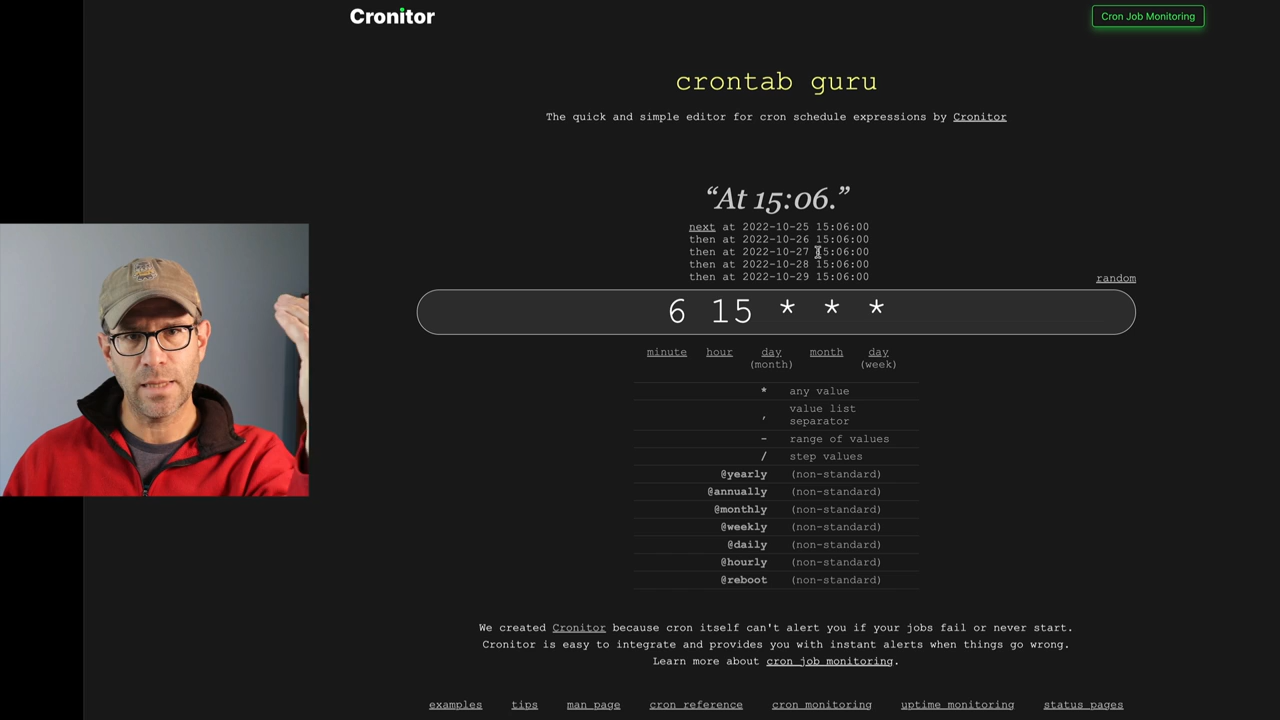 Cronitor
Cron Job Monitoring
crontab guru
The quick and simple editor for cron schedule expressions by Cronitor
“At 15:06.”
next at 2022-10-25 15:06:00
then at 2022-10-26 15:06:00
then at 2022-10-27 15:06:00
then at 2022-10-28 15:06:00
then at 2022-10-29 15:06:00
random
6 15 * * *
minute hour day (month) month day (week)
* any value
, value list separator
- range of values
/ step values
@yearly (non-standard)
@annually (non-standard)
@monthly (non-standard)
@weekly (non-standard)
@daily (non-standard)
@hourly (non-standard)
@reboot (non-standard)
We created Cronitor because cron itself can't alert you if your jobs fail or never start.
Cronitor is easy to integrate and provides you with instant alerts when things go wrong.
Learn more about cron job monitoring.
examples tips man page cron reference cron monitoring uptime monitoring status pages